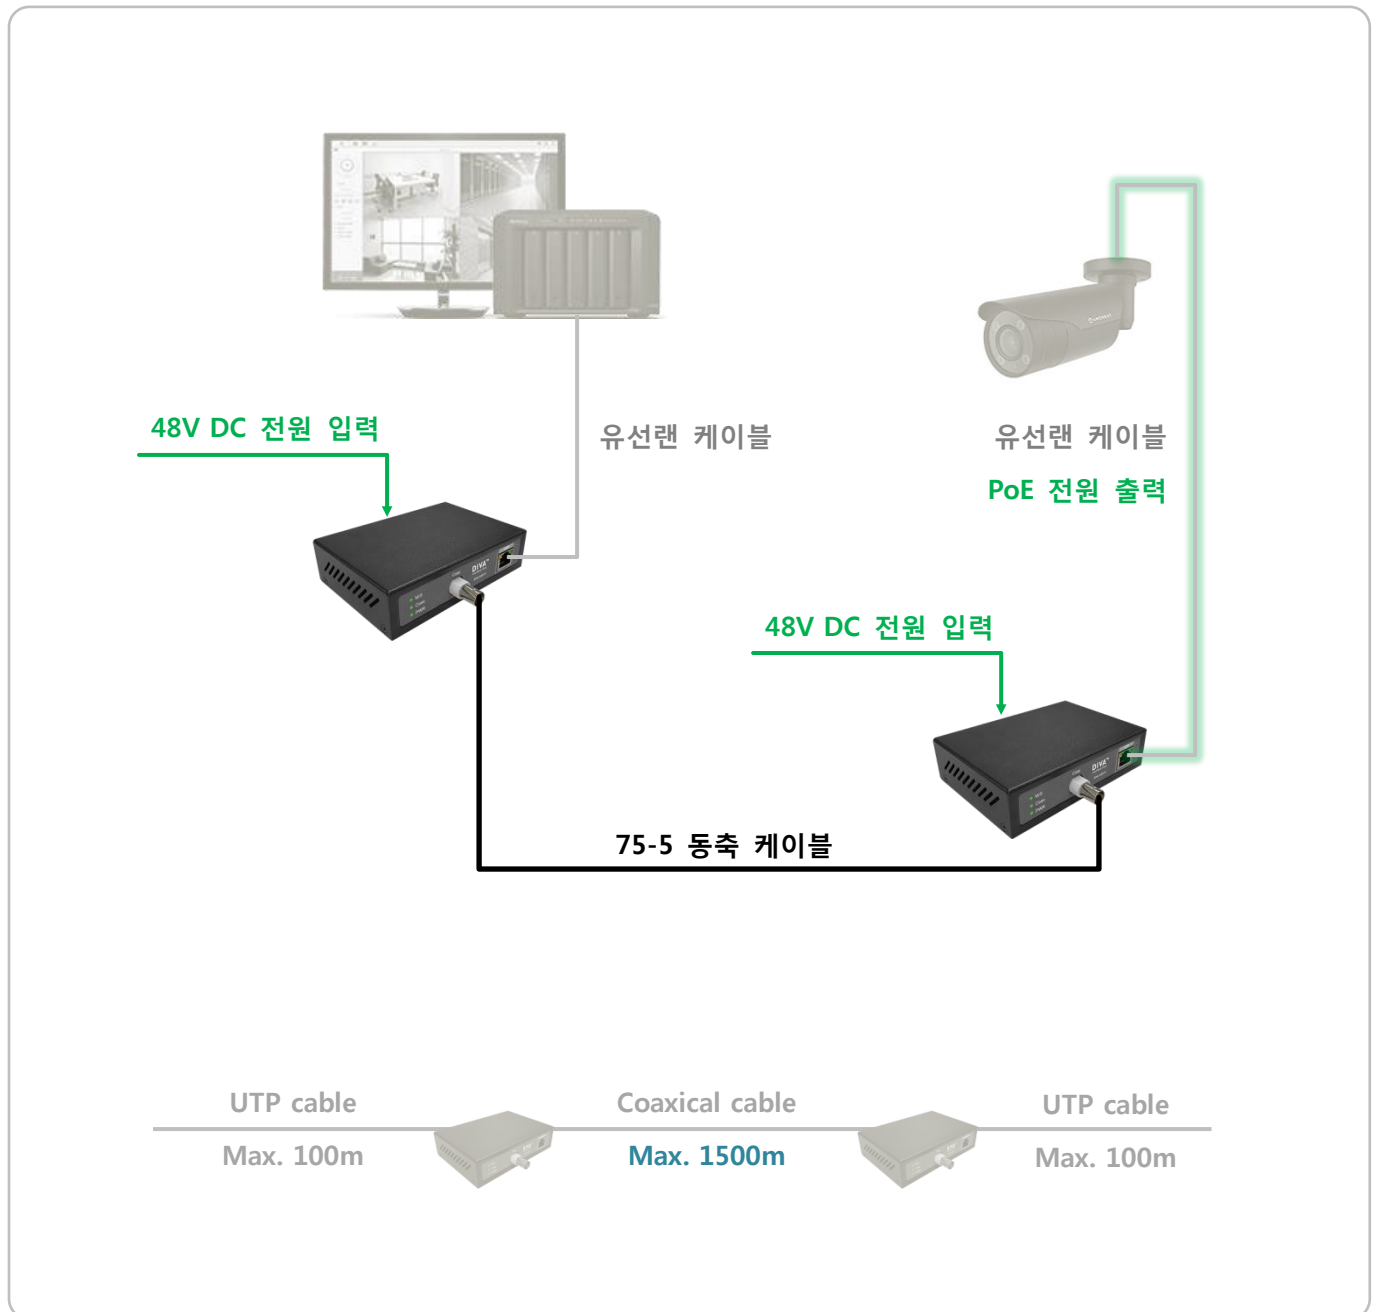 48V DC 전원 입력
유선랜 케이블
유선랜 케이블
PoE 전원 출력
DIVA™
48V DC 전원 입력
DIVA™
75-5 동축 케이블
UTP cable
Coaxical cable
UTP cable
Max. 100m
Max. 1500m
Max. 100m